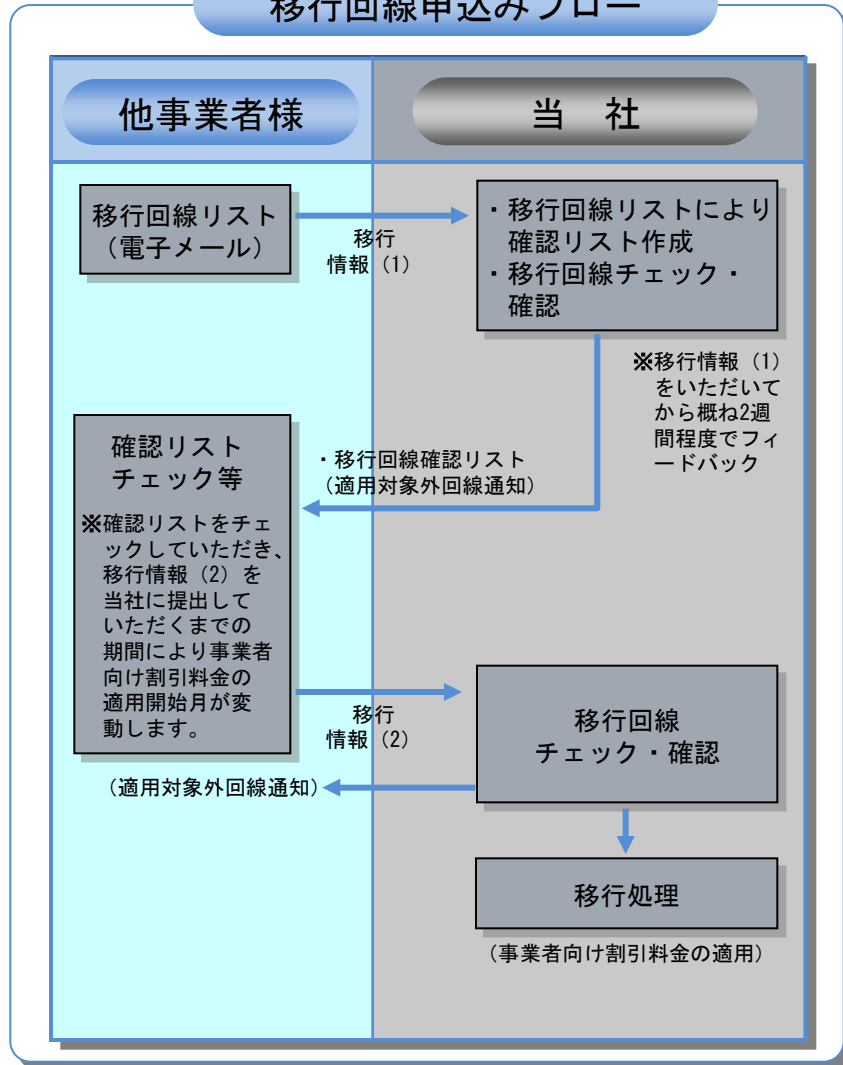 移行回線申込みフロー
他事業者様
当 社
移行回線リスト
(電子メール)
移行
情報(1)
・移行回線リストにより
確認リスト作成
・移行回線チェック・
確認
※移行情報(1)
をいただいて
から概ね2週
間程度でフィ
ードバック
・移行回線確認リスト
(適用対象外回線通知)
確認リスト
チェック等
※確認リストをチェ
ックしていただき、
移行情報(2)を
当社に提出して
いただくまでの
期間により事業者
向け割引料金の
適用開始月が変
動します。
移行
情報(2)
移行回線
チェック・確認
(適用対象外回線通知)
移行処理
(事業者向け割引料金の適用)